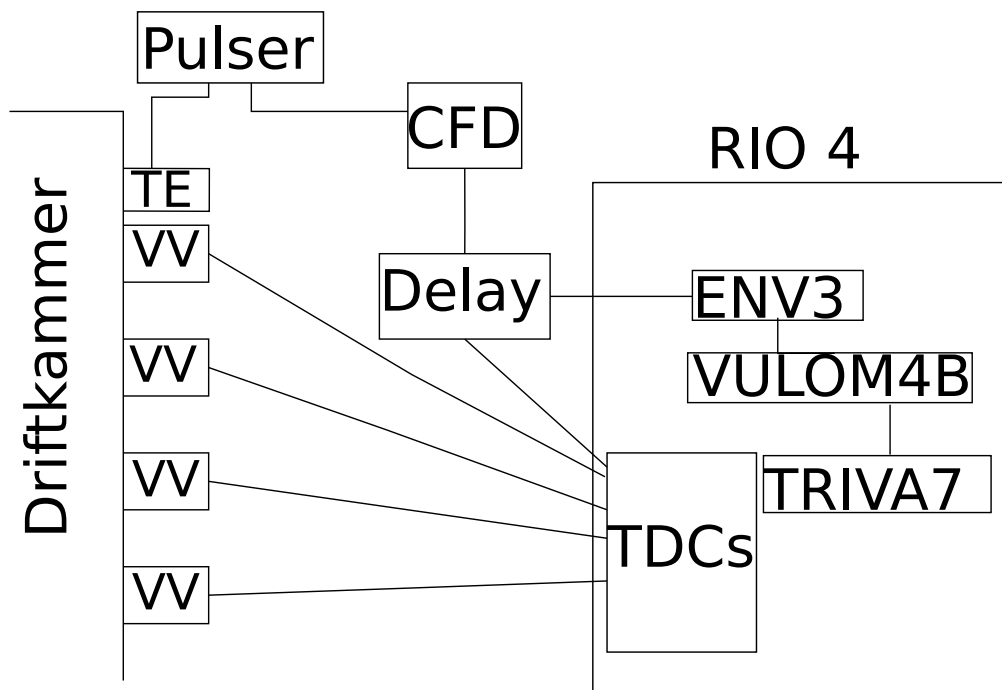 Pulser
CFD
RIO 4
TE
VV
Delay
ENV3
VV
VULOM4B
Driftkammer
VV
TRIVA7
TDCs
VV